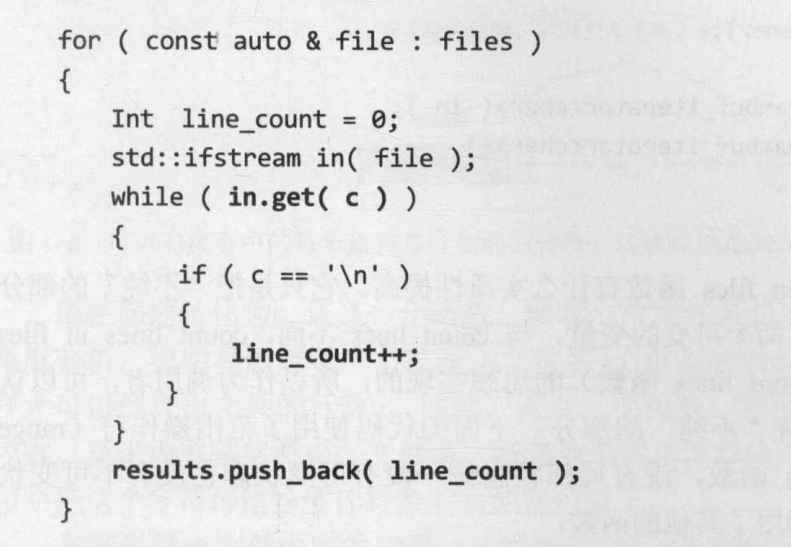 for ( const auto & file : files )
{
Int line_count = 0;
std::ifstream in( file );
while ( in.get( c ) )
{
if ( c == '\n' )
{
line_count++;
}
}
results.push_back( line_count );
}